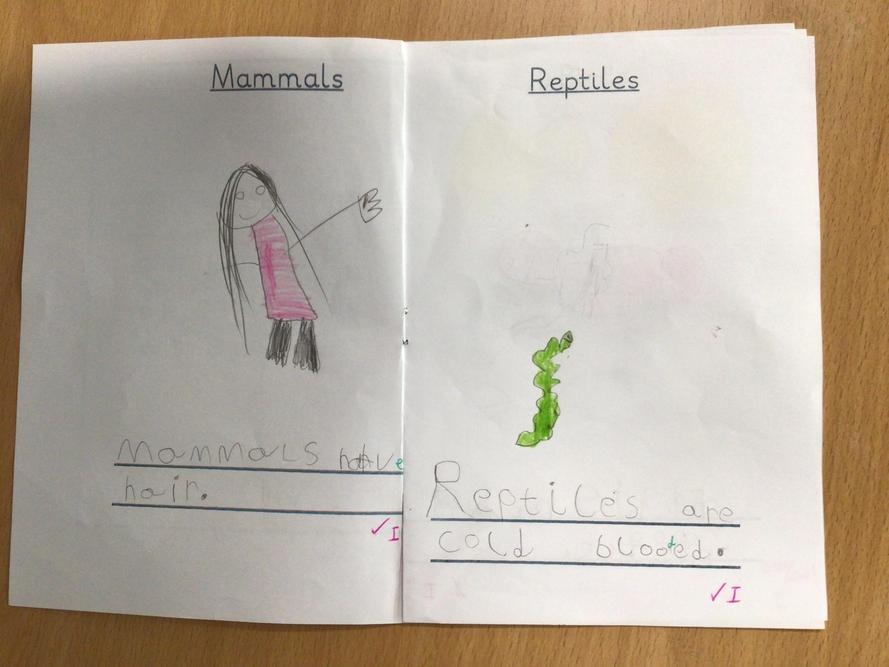 Mammals
Mammals have
hair.
✓I
Reptiles
Reptiles are
cold blooded.
✓I